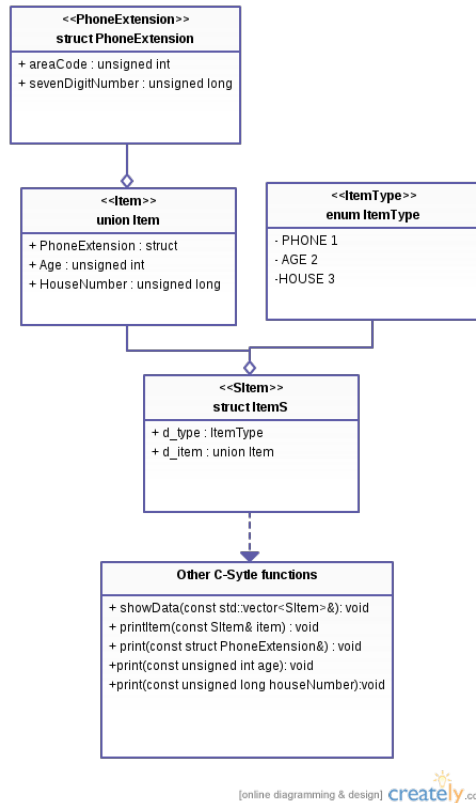 <<PhoneExtension>>
struct PhoneExtension
+ areaCode : unsigned int
+ sevenDigitNumber : unsigned long
<<Item>>
union Item
+ PhoneExtension : struct
+ Age : unsigned int
+ HouseNumber : unsigned long
<<ItemType>>
enum ItemType
- PHONE 1
- AGE 2
-HOUSE 3
<<SItem>>
struct ItemS
+ d_type : ItemType
+ d_item : union Item
Other C-Sytle functions
+ showData(const std::vector<SItem>&): void
+ printItem(const SItem& item) : void
+ print(const struct PhoneExtension&) : void
+print(const unsigned int age): void
+print(const unsigned long houseNumber):void
[online diagramming & design] creately.co